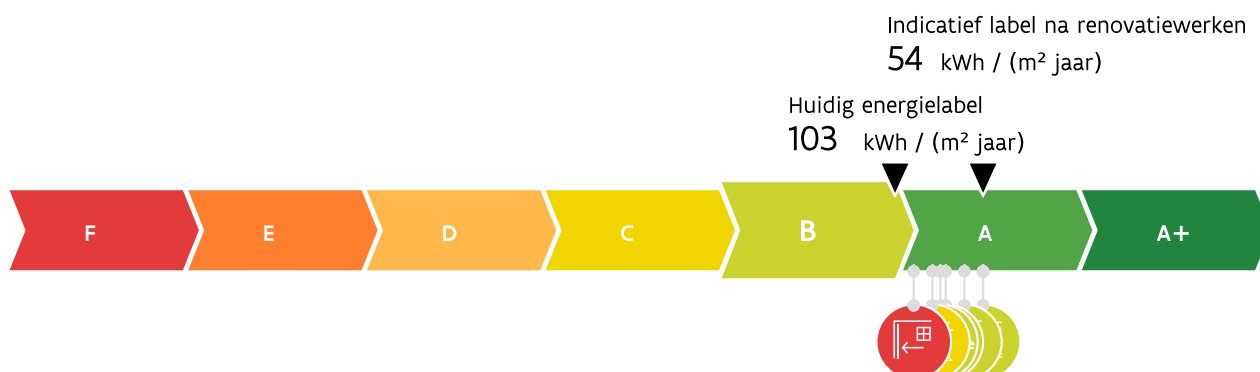 Indicatief label na renovatiewerken
54 kWh / (m² jaar)
Huidig energielabel
103 kWh / (m² jaar)
F E D C B A A+